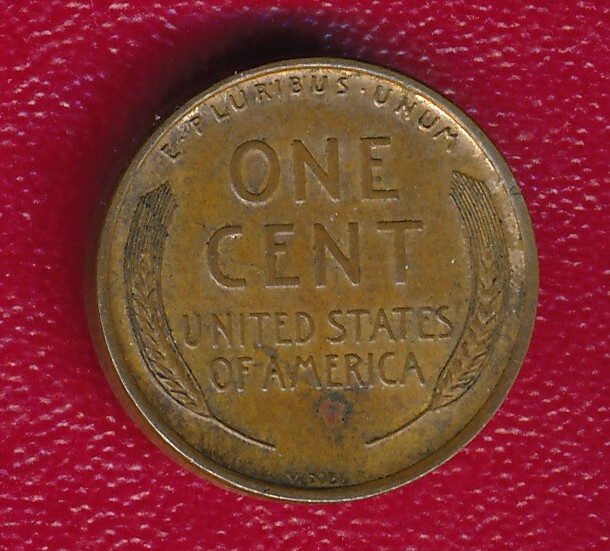 E·PLURIBUS·UNUM
ONE
CENT
UNITED STATES
OF AMERICA
V.D.B.